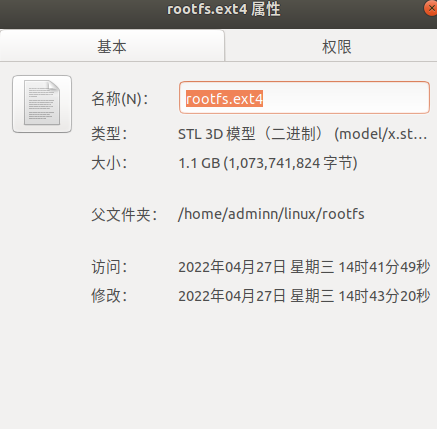 rootfs.ext4 属性
基本 权限
名称(N)： rootfs.ext4
类型： STL 3D 模型（二进制） (model/x.st…
大小： 1.1 GB (1,073,741,824 字节)
父文件夹： /home/adminn/linux/rootfs
访问： 2022年04月27日 星期三 14时41分49秒
修改： 2022年04月27日 星期三 14时43分20秒